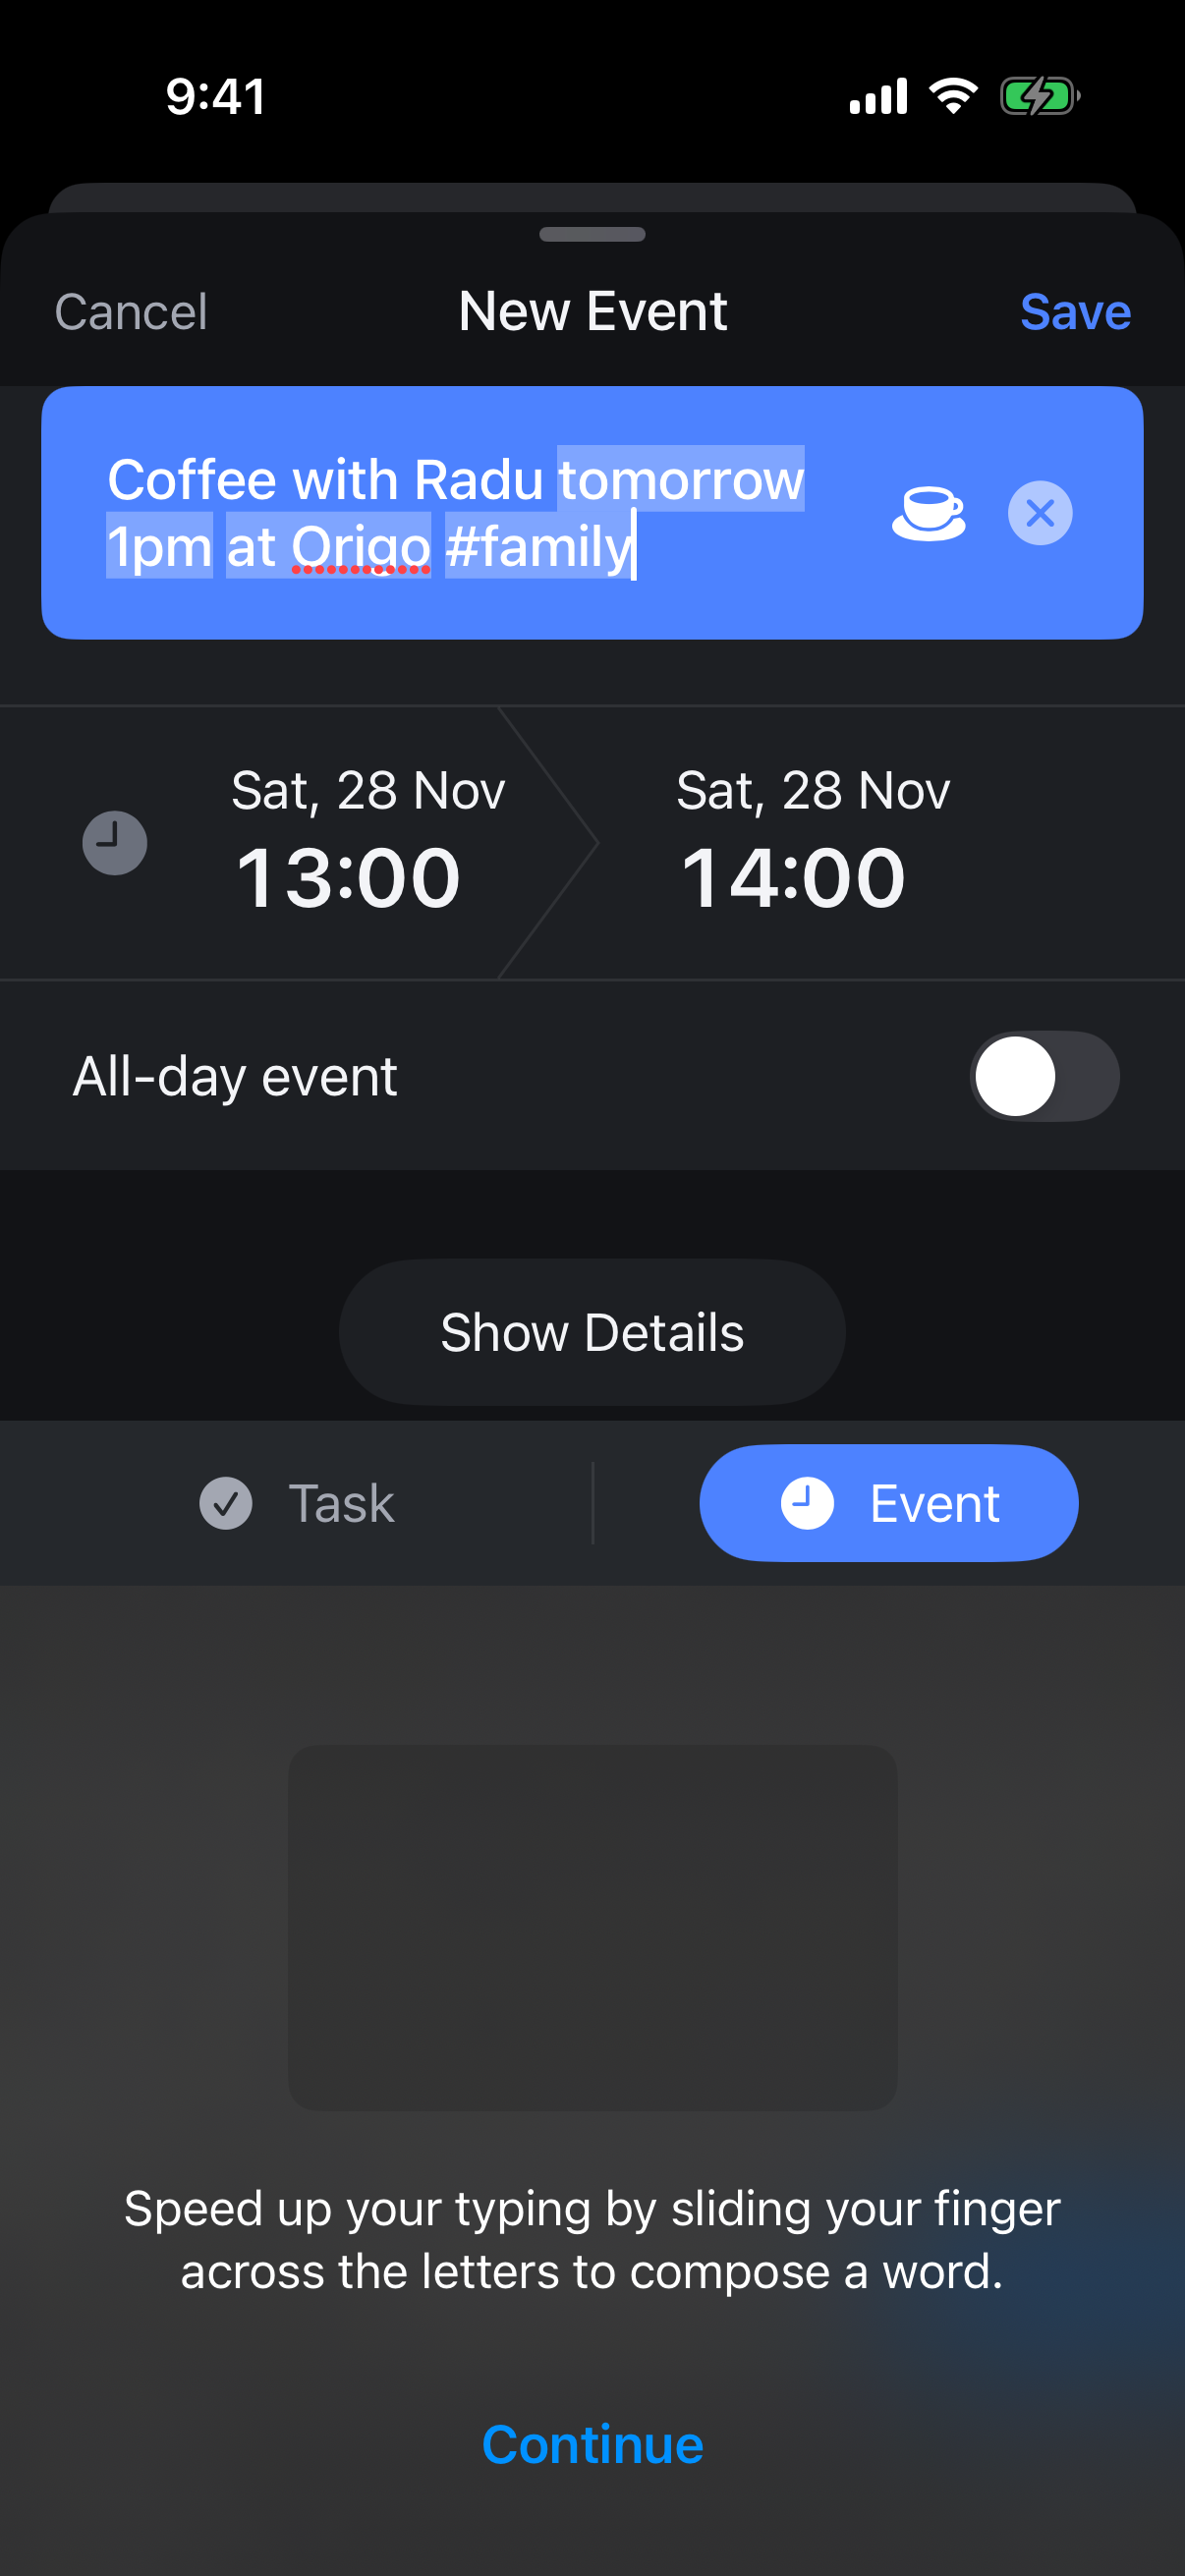 9:41
Cancel New Event Save
Coffee with Radu tomorrow
1pm at Origo #family
Sat, 28 Nov Sat, 28 Nov
13:00 14:00
All-day event
Show Details
Task Event
Speed up your typing by sliding your finger
across the letters to compose a word.
Continue